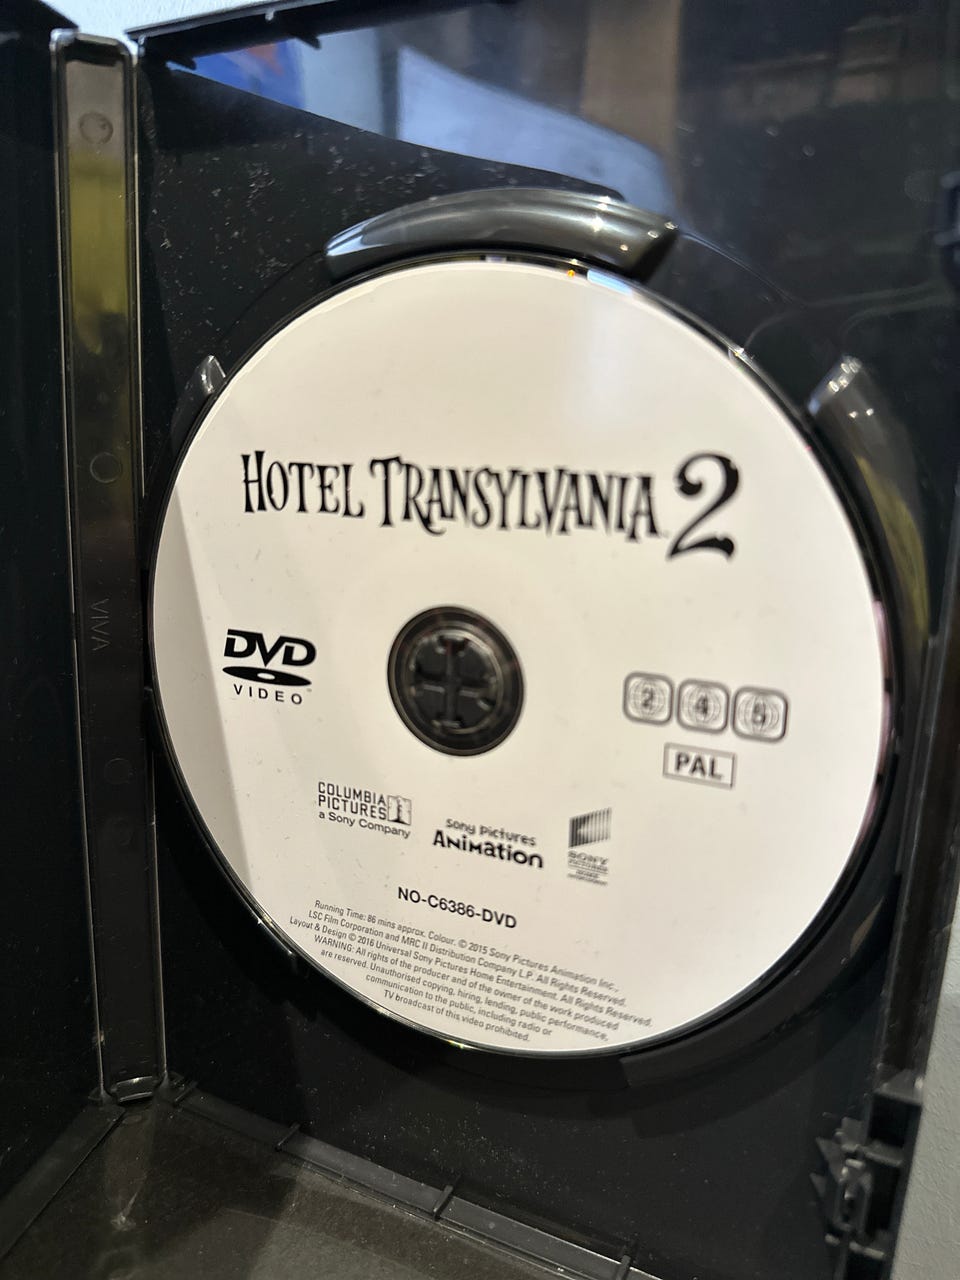 HOTEL TRANSYLVANIA 2
DVD
VIDEO
2 4 5
PAL
COLUMBIA
PICTURES
a Sony Company
Sony Pictures
ANiMation
SONY
PICTURES
NO-C6386-DVD
Running Time: 86 mins approx. Colour. © 2015 Sony Pictures Animation Inc.,
LSC Film Corporation and MRC II Distribution Company L.P. All Rights Reserved.
Layout & Design © 2016 Universal Sony Pictures Home Entertainment. All Rights Reserved.
WARNING: All rights of the producer and of the owner of the work produced
are reserved. Unauthorised copying, hiring, lending, public performance,
communication to the public, including radio or
TV broadcast of this video prohibited.
VIVA